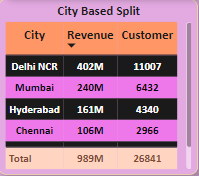 City Based Split
City Revenue Customer
Delhi NCR 402M 11007
Mumbai 240M 6432
Hyderabad 161M 4340
Chennai 106M 2966
Total 989M 26841